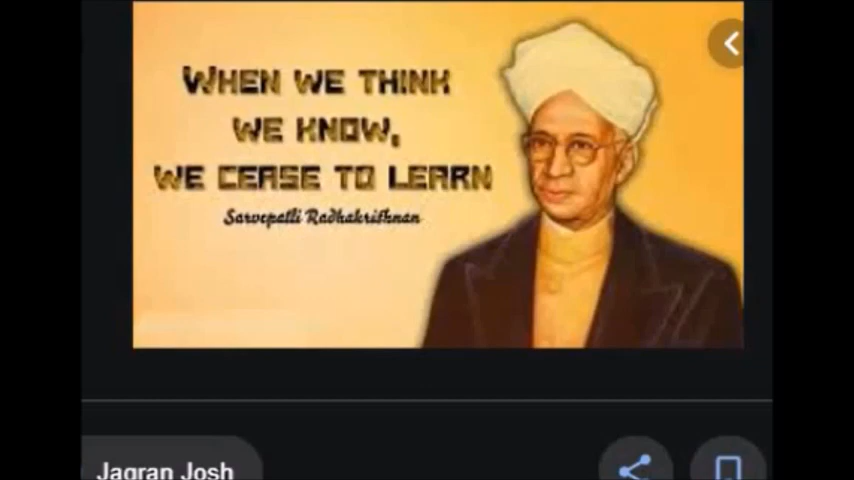 WHEN WE THINK
WE KNOW,
WE CEASE TO LEARN
Sarvepalli Radhakrishnan
Jagran Josh